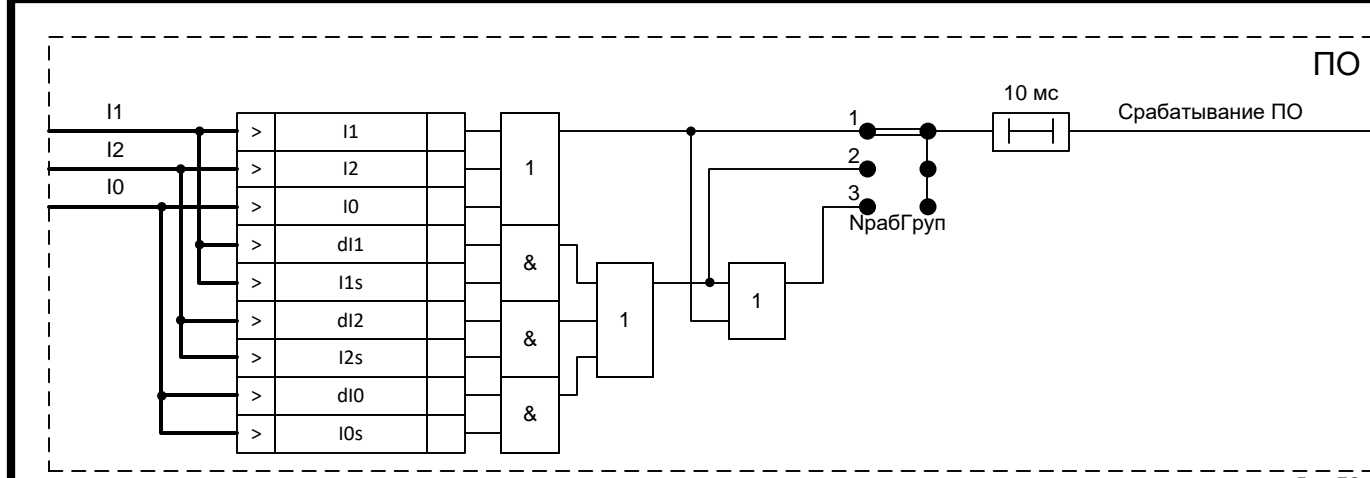 ПО
I1
I2
I0
> I1
> I2
> I0
> dI1
> I1s
> dI2
> I2s
> dI0
> I0s
1
&
&
&
1
1
1
2
3
NрабГруп
10 мс
Срабатывание ПО